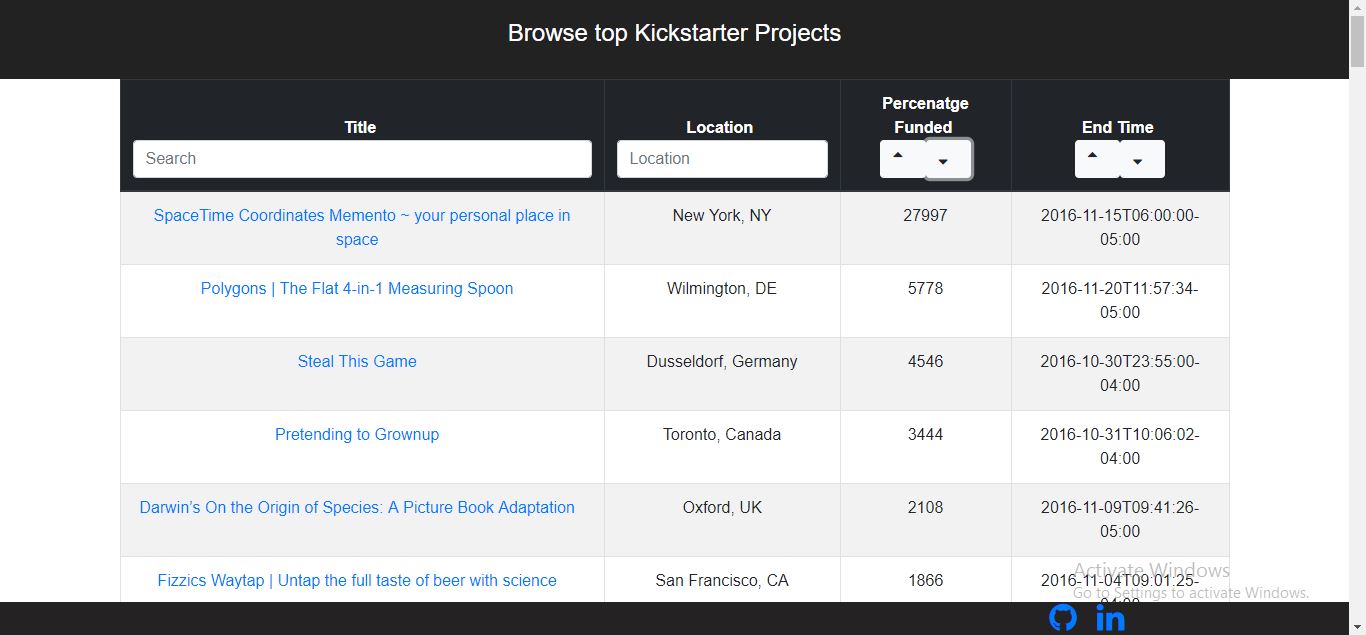 Browse top Kickstarter Projects
Title
Location
Percenatge
Funded
End Time
Search
Location
SpaceTime Coordinates Memento ~ your personal place in
space
New York, NY
27997
2016-11-15T06:00:00-
05:00
Polygons | The Flat 4-in-1 Measuring Spoon
Wilmington, DE
5778
2016-11-20T11:57:34-
05:00
Steal This Game
Dusseldorf, Germany
4546
2016-10-30T23:55:00-
04:00
Pretending to Grownup
Toronto, Canada
3444
2016-10-31T10:06:02-
04:00
Darwin’s On the Origin of Species: A Picture Book Adaptation
Oxford, UK
2108
2016-11-09T09:41:26-
05:00
Fizzics Waytap | Untap the full taste of beer with science
San Francisco, CA
1866
2016-11-04T09:01:25-
04:00
Activate Windows
Go to Settings to activate Windows.
in